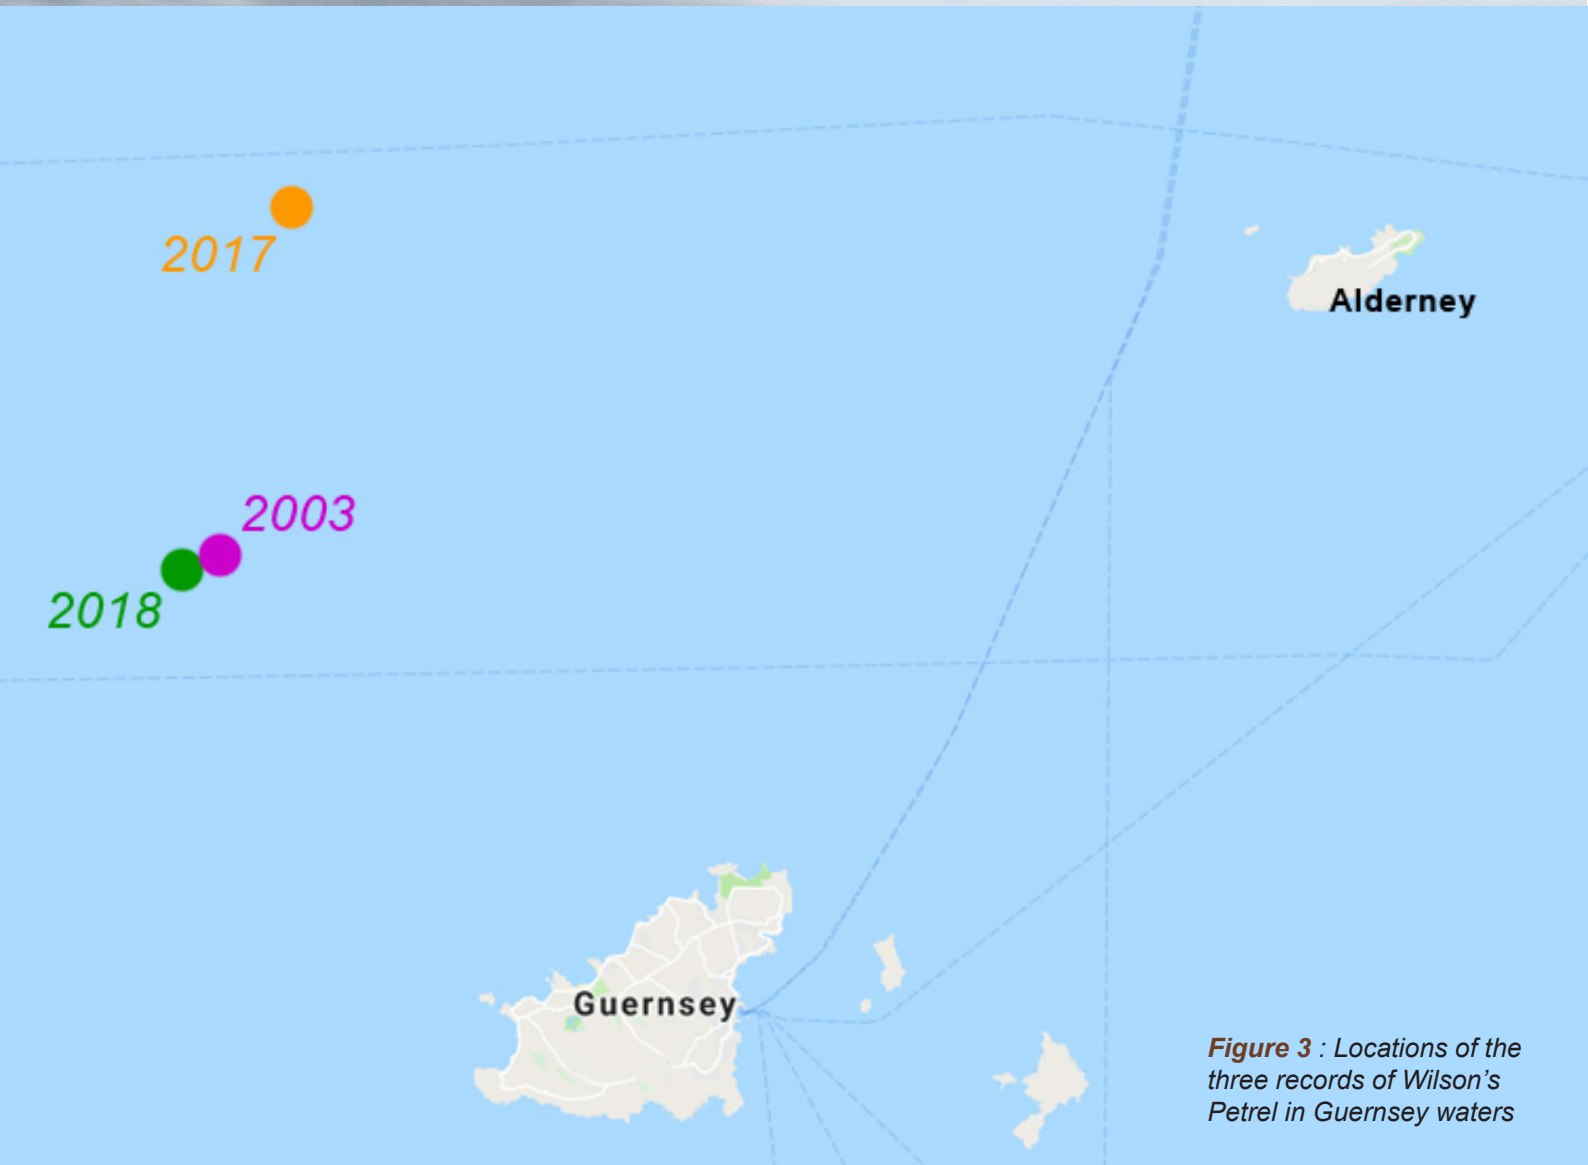 2017
Alderney
2003
2018
Guernsey
Figure 3 : Locations of the
three records of Wilson’s
Petrel in Guernsey waters